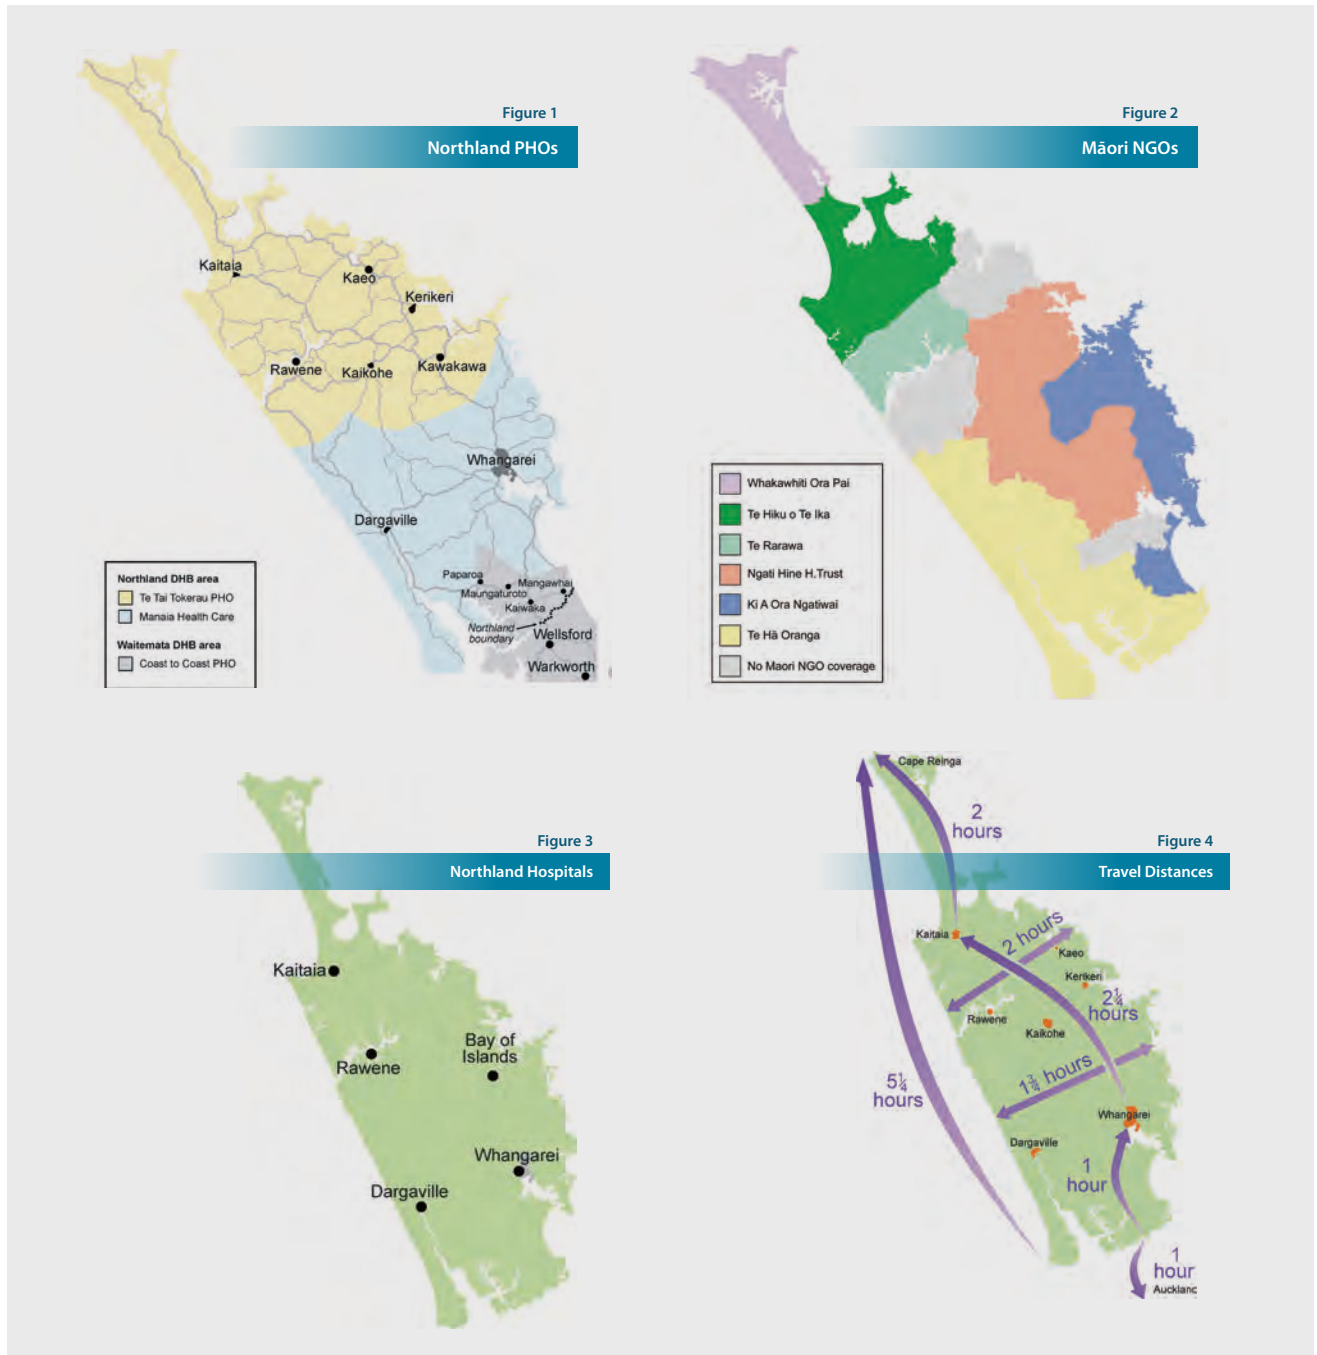 Figure 1
Northland PHOs
Kaitaia
Kaeo
Kerikeri
Rawene
Kaikohe
Kawakawa
Whangarei
Dargaville
Paparoa
Mangawhai
Maungaturoto
Kaiwaka
Northland
boundary
Wellsford
Warkworth
Northland DHB area
Te Tai Tokerau PHO
Manaia Health Care
Waitemata DHB area
Coast to Coast PHO
Figure 2
Māori NGOs
Whakawhiti Ora Pai
Te Hiku o Te Ika
Te Rarawa
Ngati Hine H.Trust
Ki A Ora Ngatiwai
Te Hā Oranga
No Maori NGO coverage
Figure 3
Northland Hospitals
Kaitaia
Rawene
Bay of
Islands
Whangarei
Dargaville
Figure 4
Travel Distances
Cape Reinga
2
hours
Kaitaia
2 hours
Kaeo
Kerikeri
2¼
hours
Rawene
Kaikohe
1¾ hours
5¼
hours
Whangarei
Dargaville
1
hour
1
hour
Aucklanc